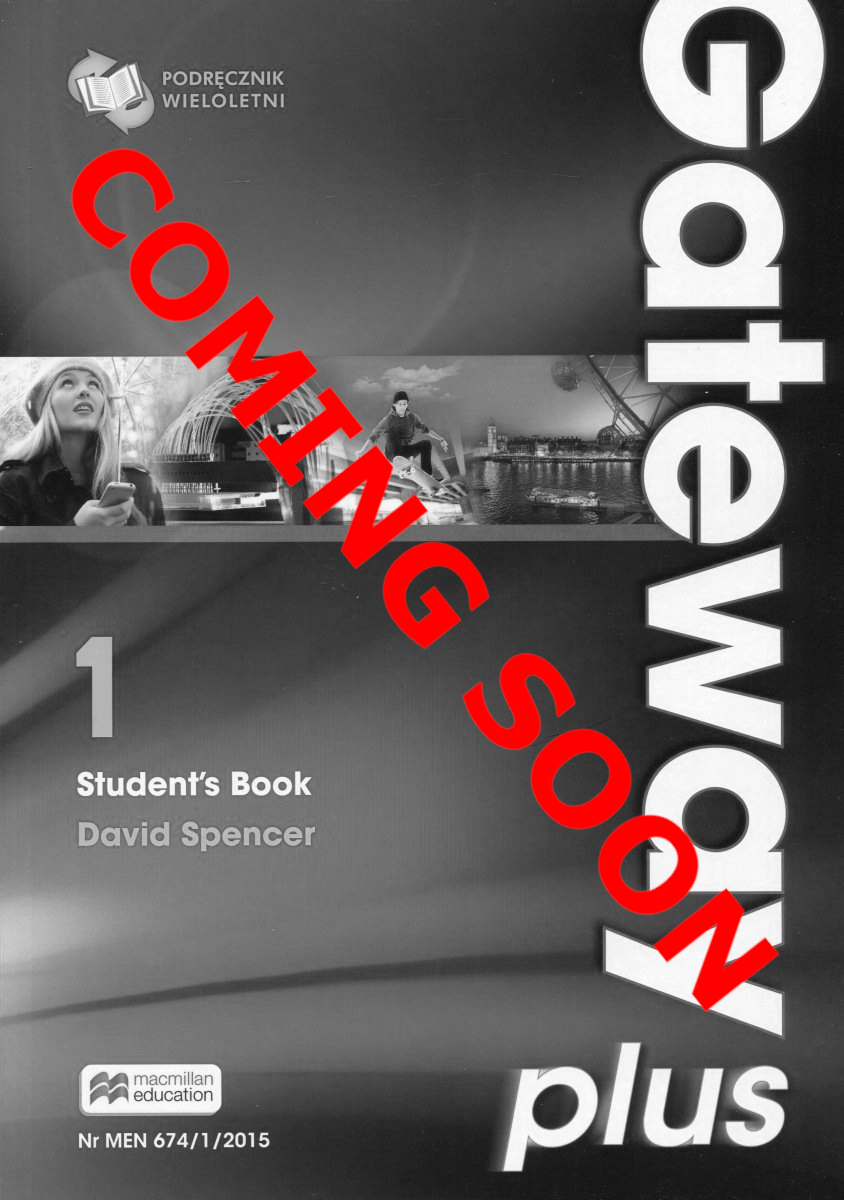 PODRĘCZNIK
WIELOLETNI
Gateway
plus
COMING SOON
1
Student's Book
David Spencer
macmillan
education
Nr MEN 674/1/2015